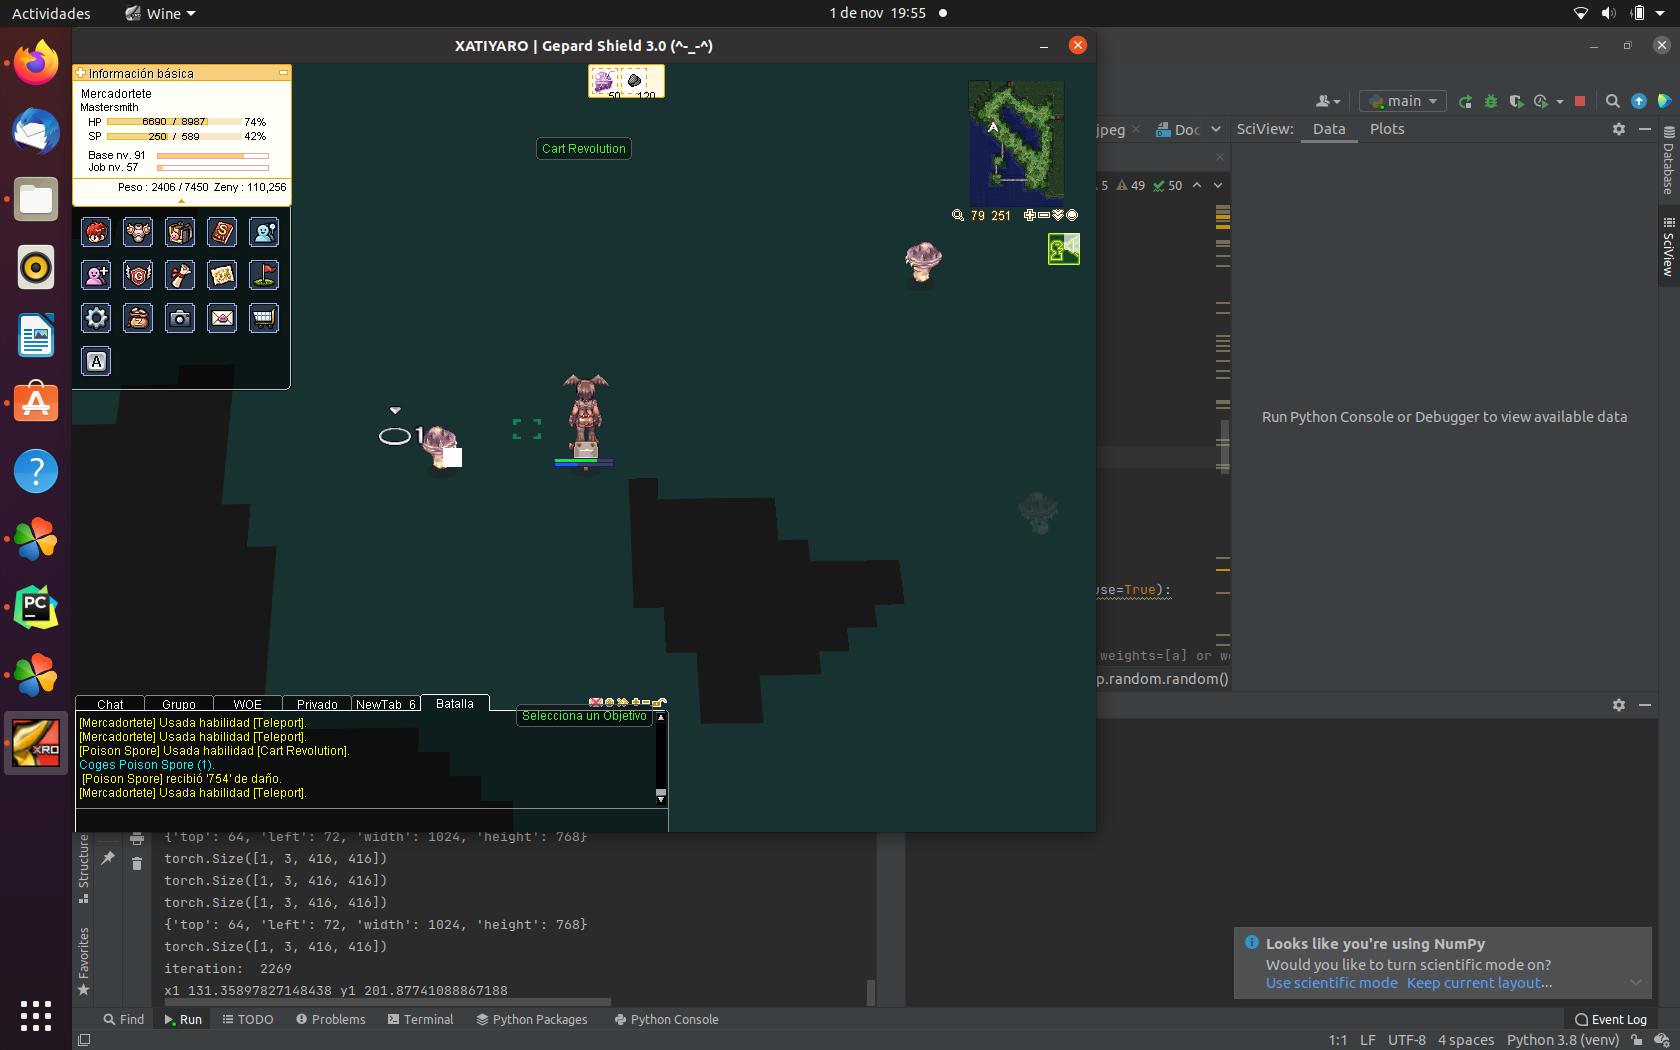 Actividades
Wine
1 de nov 19:55
XATIYARO | Gepard Shield 3.0 (^-_-^)
Información básica
Mercadortete
Mastersmith
HP 6690 / 8987 74%
SP 250 / 589 42%
Base nv. 91
Job nv. 57
Peso : 2406 / 7450 Zeny : 110,256
50 120
Cart Revolution
79 251
A
1
main
jpeg
Doc
SciView: Data Plots
5 49 50
Database
SciView
Run Python Console or Debugger to view available data
use=True):
weights=[a] or we
p.random.random()
Chat Grupo WOE Privado NewTab_6 Batalla
Selecciona un Objetivo
[Mercadortete] Usada habilidad [Teleport].
[Mercadortete] Usada habilidad [Teleport].
[Poison Spore] Usada habilidad [Cart Revolution].
Coges Poison Spore (1).
[Poison Spore] recibió '754' de daño.
[Mercadortete] Usada habilidad [Teleport].
PC
XRO
{'top': 64, 'left': 72, 'width': 1024, 'height': 768}
torch.Size([1, 3, 416, 416])
torch.Size([1, 3, 416, 416])
torch.Size([1, 3, 416, 416])
{'top': 64, 'left': 72, 'width': 1024, 'height': 768}
torch.Size([1, 3, 416, 416])
iteration:  2269
x1 131.35897827148438 y1 201.87741088867188
Structure
Favorites
Looks like you're using NumPy
Would you like to turn scientific mode on?
Use scientific mode Keep current layout...
Find Run TODO Problems Terminal Python Packages Python Console
Event Log
1:1 LF UTF-8 4 spaces Python 3.8 (venv)